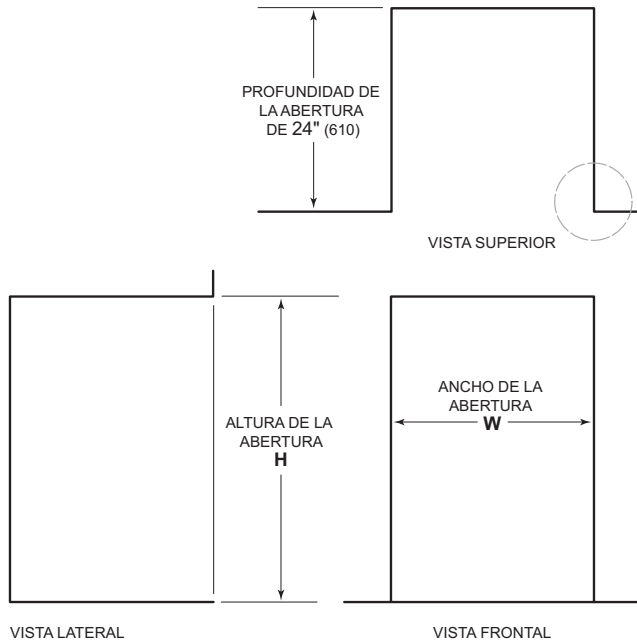 PROFUNDIDAD DE
LA ABERTURA
DE 24" (610)
VISTA SUPERIOR
ALTURA DE LA
ABERTURA
H
ANCHO DE LA
ABERTURA
W
VISTA LATERAL
VISTA FRONTAL